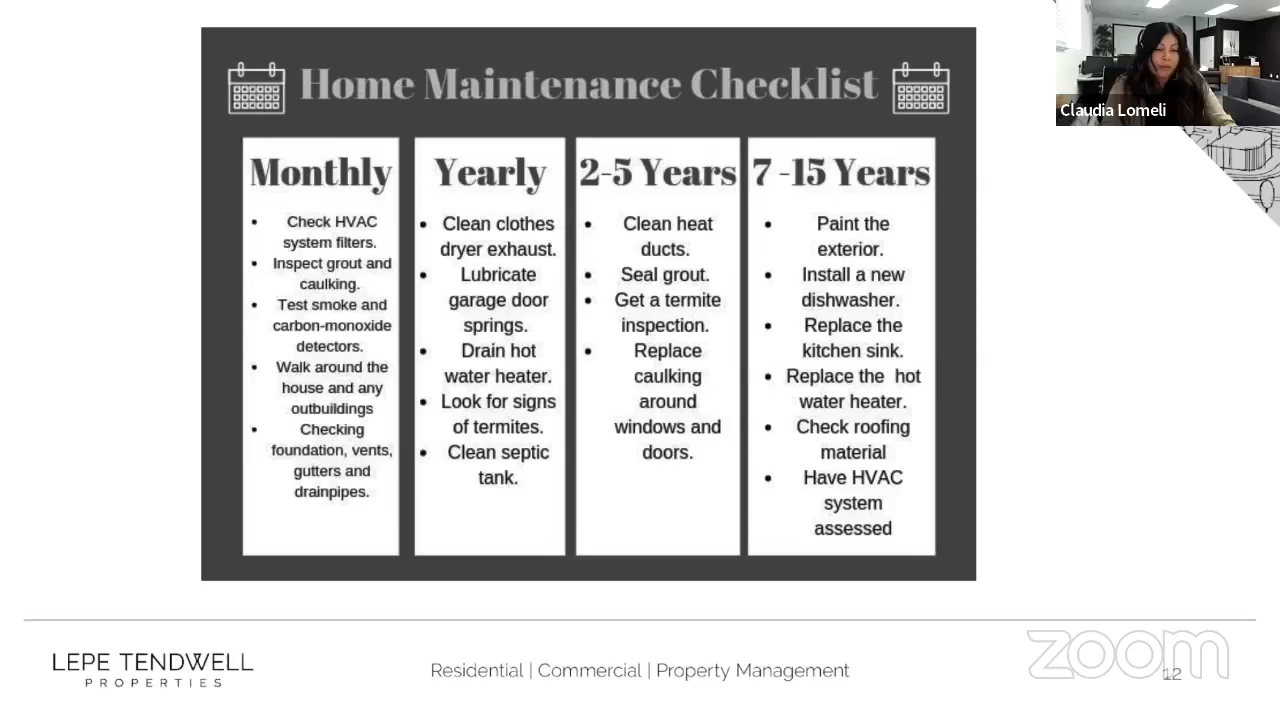 Home Maintenance Checklist
Monthly
• Check HVAC
system filters.
• Inspect grout and
caulking.
• Test smoke and
carbon-monoxide
detectors.
• Walk around the
house and any
outbuildings
• Checking
foundation, vents,
gutters and
drainpipes.
Yearly
• Clean clothes
dryer exhaust.
• Lubricate
garage door
springs.
• Drain hot
water heater.
• Look for signs
of termites.
• Clean septic
tank.
2-5 Years
• Clean heat
ducts.
• Seal grout.
• Get a termite
inspection.
• Replace
caulking
around
windows and
doors.
7 -15 Years
• Paint the
exterior.
• Install a new
dishwasher.
• Replace the
kitchen sink.
• Replace the hot
water heater.
• Check roofing
material
• Have HVAC
system
assessed
Claudia Lomeli
LEPE TENDWELL
PROPERTIES
Residential | Commercial | Property Management
zoom
12